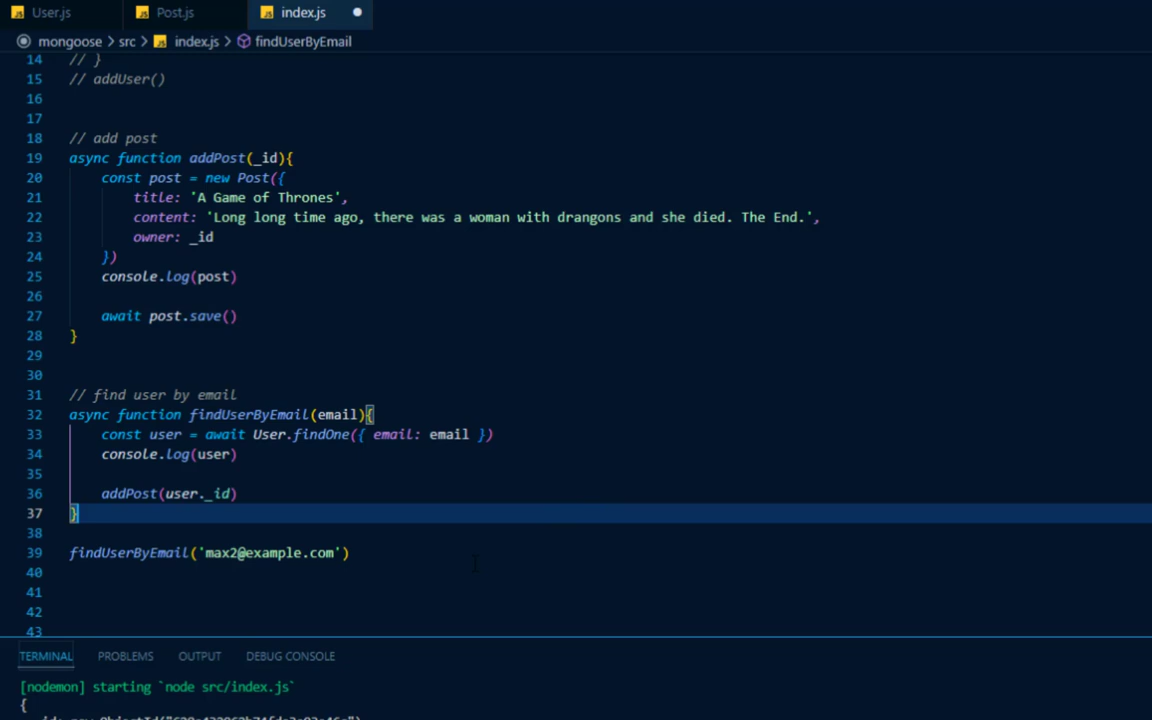 User.js Post.js index.js
mongoose > src > index.js > findUserByEmail
14 // }
15 // addUser()
16
17
18 // add post
19 async function addPost(_id){
20 const post = new Post({
21 title: 'A Game of Thrones',
22 content: 'Long long time ago, there was a woman with drangons and she died. The End.',
23 owner: _id
24 })
25 console.log(post)
26
27 await post.save()
28 }
29
30
31 // find user by email
32 async function findUserByEmail(email){
33 const user = await User.findOne({ email: email })
34 console.log(user)
35
36 addPost(user._id)
37 }
38
39 findUserByEmail('max2@example.com')
40
41
42
43
TERMINAL PROBLEMS OUTPUT DEBUG CONSOLE
[nodemon] starting `node src/index.js`
{